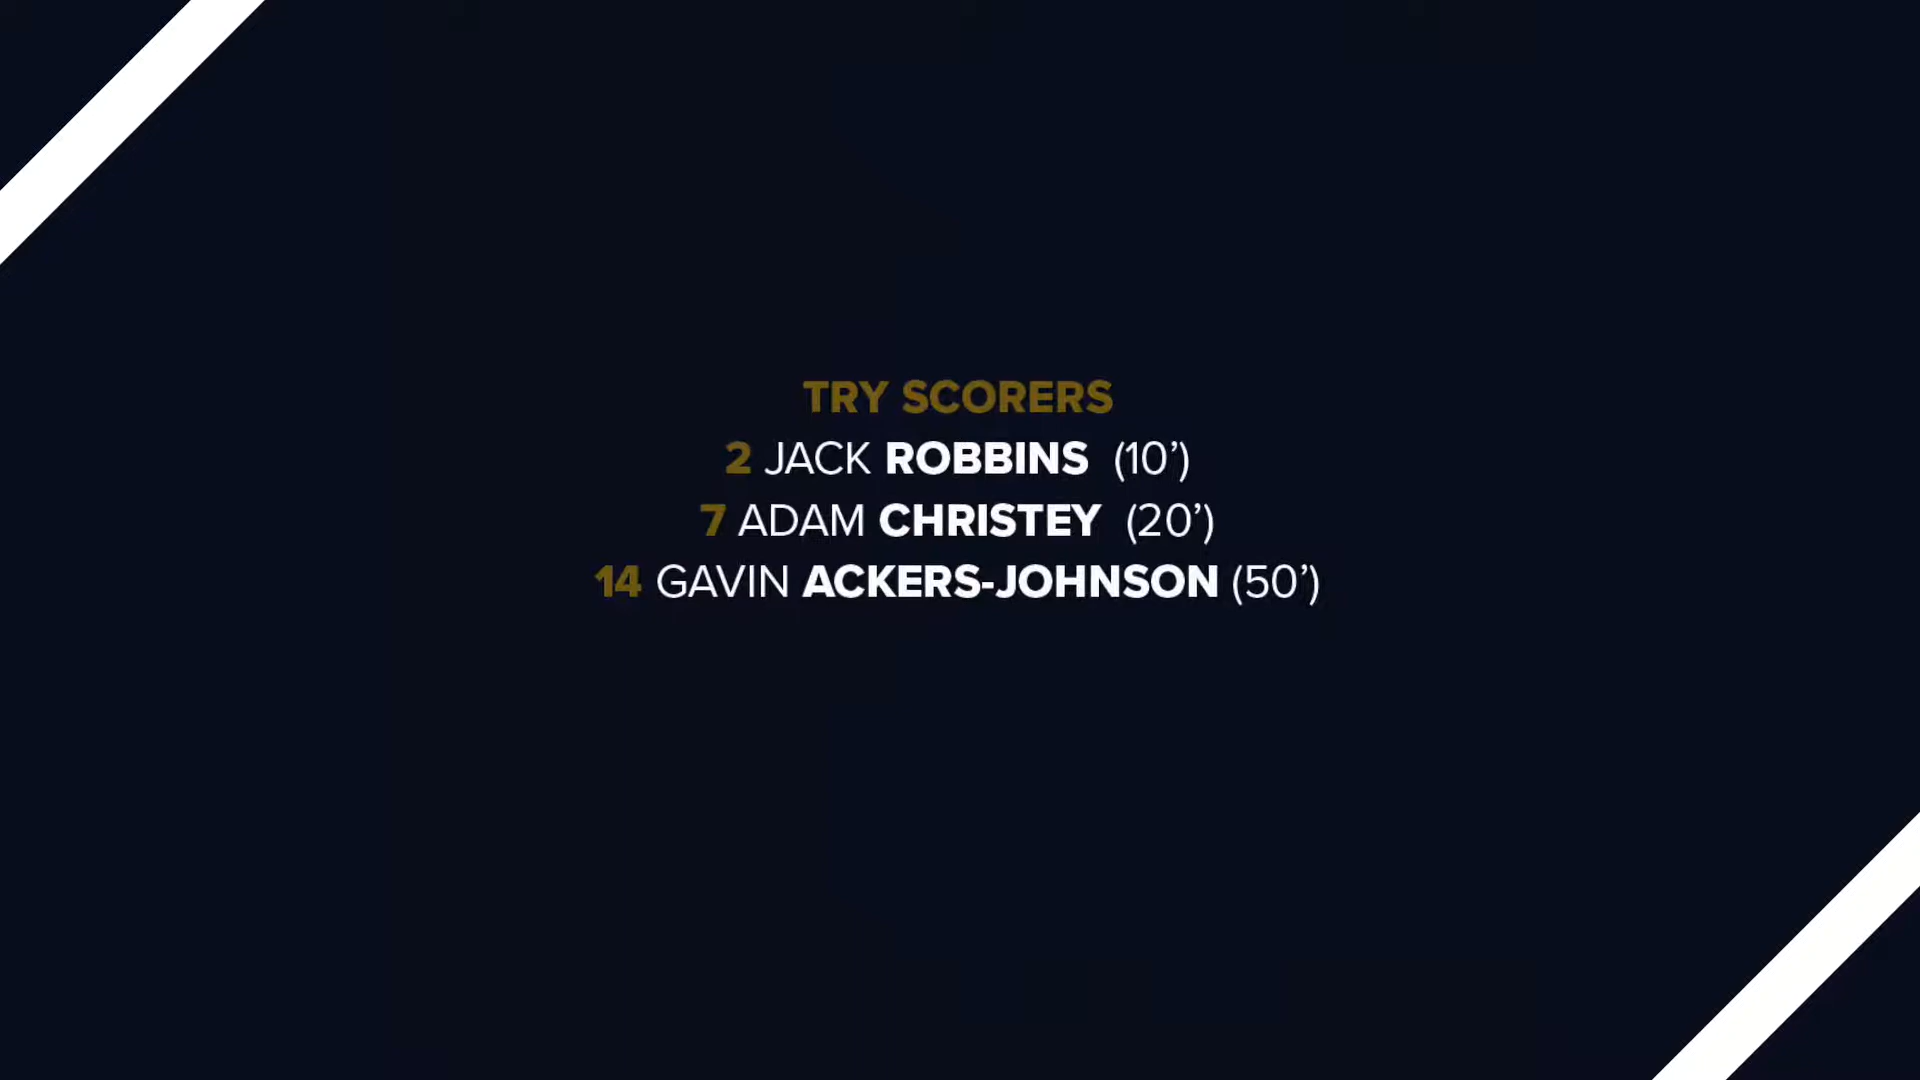 TRY SCORERS
2 JACK ROBBINS (10’)
7 ADAM CHRISTEY (20’)
14 GAVIN ACKERS-JOHNSON (50’)